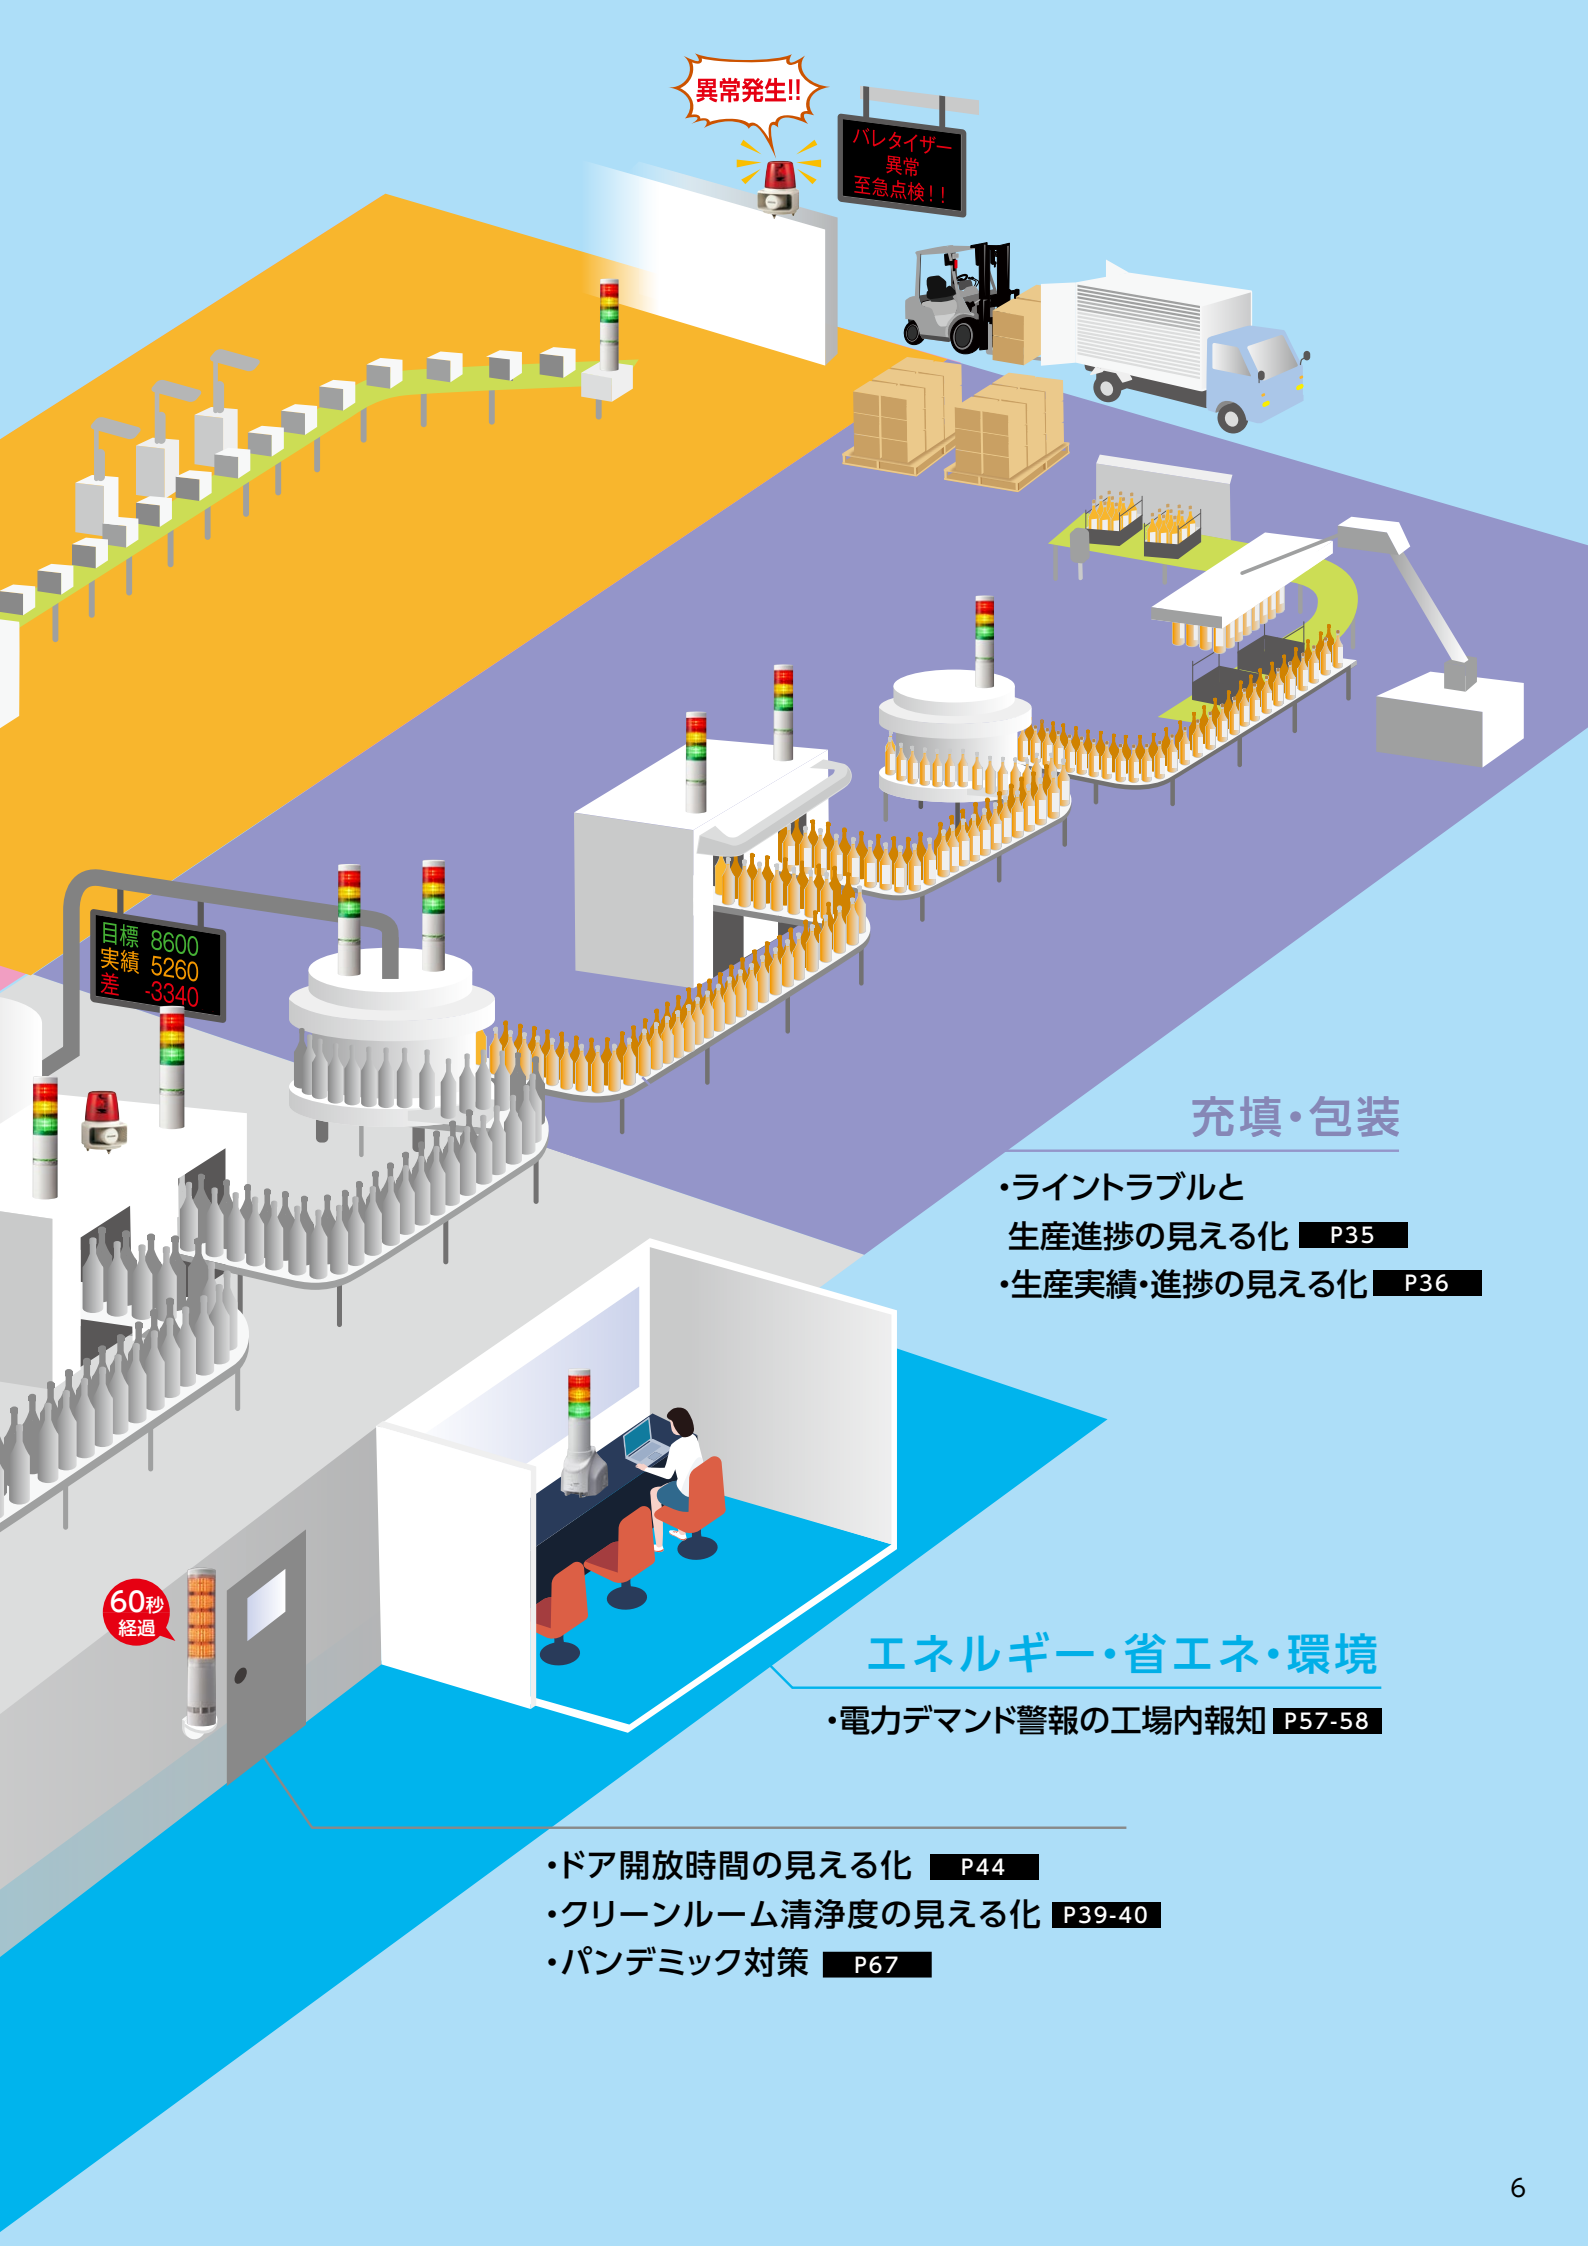 異常発生!!
パレタイザー
異常
至急点検！！
目標 8600
実績 5260
差 -3340
充填・包装
・ライントラブルと
生産進捗の見える化 P35
・生産実績・進捗の見える化 P36
60秒
経過
エネルギー・省エネ・環境
・電力デマンド警報の工場内報知 P57-58
・ドア開放時間の見える化 P44
・クリーンルーム清浄度の見える化 P39-40
・パンデミック対策 P67
6